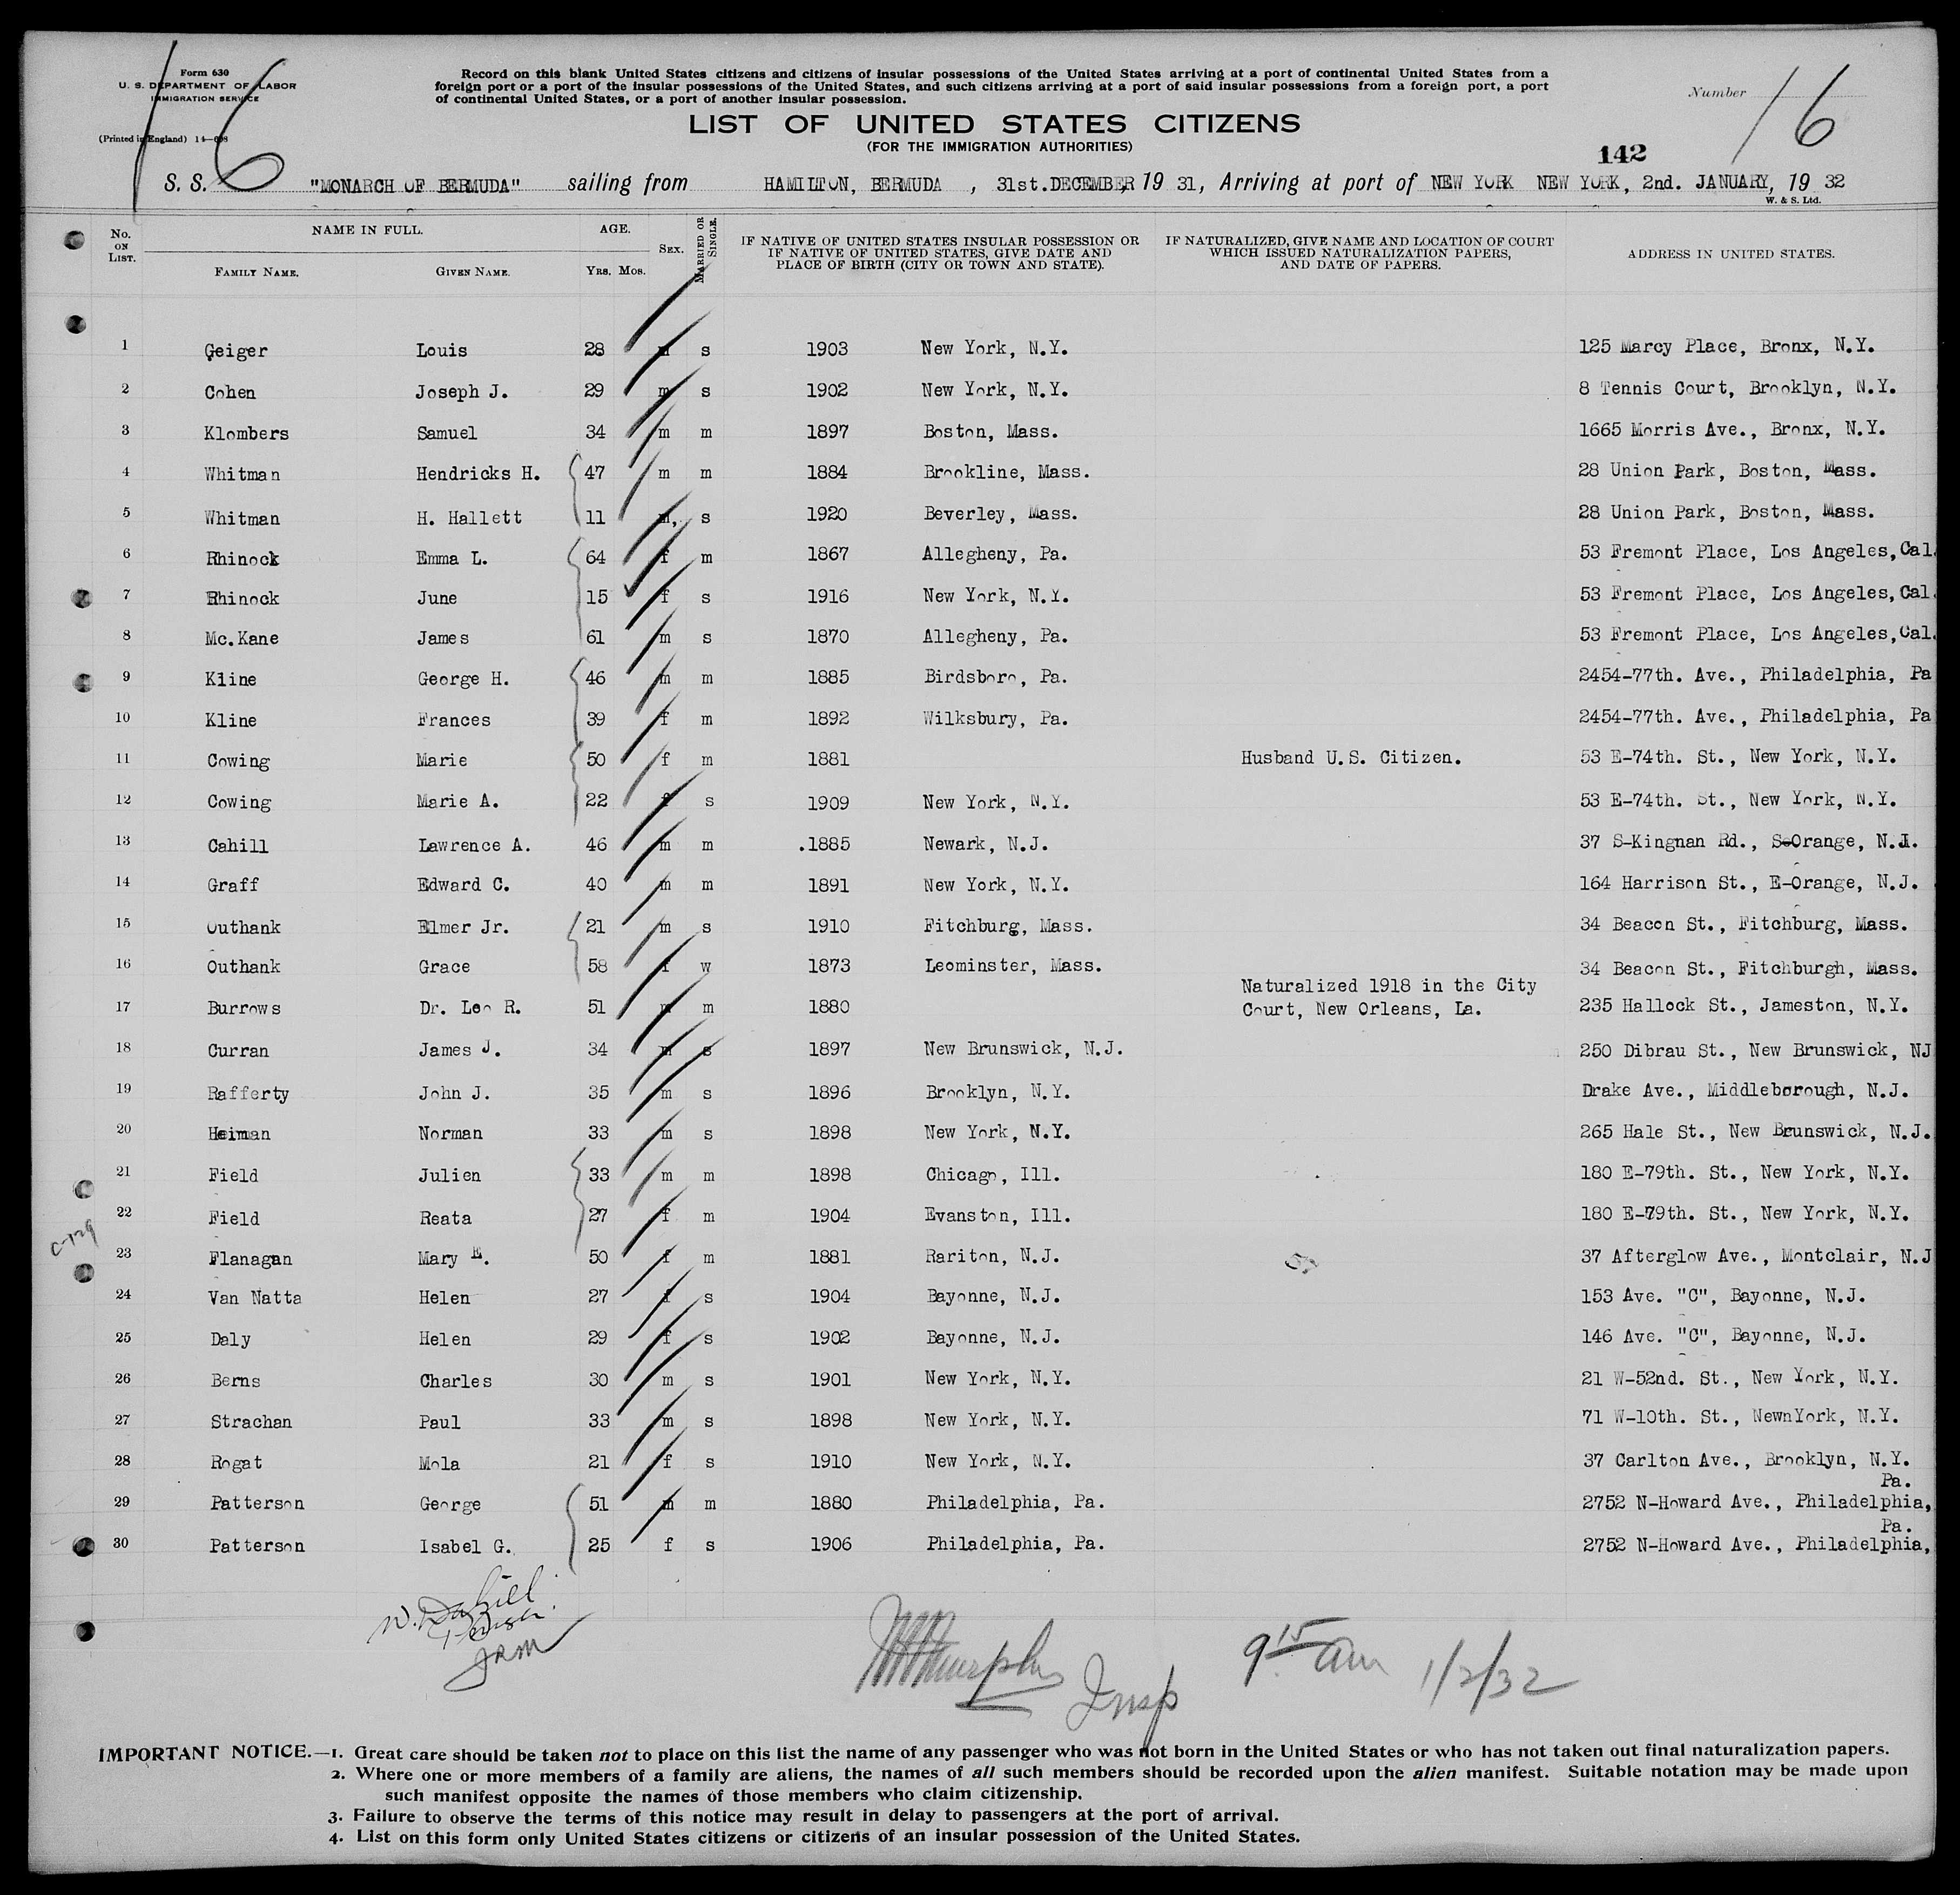 Form 630
U. S. DEPARTMENT OF LABOR
IMMIGRATION SERVICE
(Printed in England) 14—698
16
Record on this blank United States citizens and citizens of insular possessions of the United States arriving at a port of continental United States from a
foreign port or a port of the insular possessions of the United States, and such citizens arriving at a port of said insular possessions from a foreign port, a port
of continental United States, or a port of another insular possession.
Number 16
LIST OF UNITED STATES CITIZENS
(FOR THE IMMIGRATION AUTHORITIES)
142
S. S. "MONARCH OF BERMUDA" sailing from HAMILTON, BERMUDA , 31st.DECEMBER, 19 31, Arriving at port of NEW YORK NEW YORK, 2nd. JANUARY, 19 32
W. & S. Ltd.
No. ON LIST. NAME IN FULL. AGE. SEX. MARRIED OR SINGLE. IF NATIVE OF UNITED STATES INSULAR POSSESSION OR IF NATIVE OF UNITED STATES, GIVE DATE AND PLACE OF BIRTH (CITY OR TOWN AND STATE). IF NATURALIZED, GIVE NAME AND LOCATION OF COURT WHICH ISSUED NATURALIZATION PAPERS, AND DATE OF PAPERS. ADDRESS IN UNITED STATES.
FAMILY NAME. GIVEN NAME. YRS. MOS.
1 Geiger Louis 28 m s 1903 New York, N.Y. 125 Marcy Place, Bronx, N.Y.
2 Cohen Joseph J. 29 m s 1902 New York, N.Y. 8 Tennis Court, Brooklyn, N.Y.
3 Klombers Samuel 34 m m 1897 Boston, Mass. 1665 Morris Ave., Bronx, N.Y.
4 Whitman Hendricks H. 47 m m 1884 Brookline, Mass. 28 Union Park, Boston, Mass.
5 Whitman H. Hallett 11 m, s 1920 Beverley, Mass. 28 Union Park, Boston, Mass.
6 Rhinock Emma L. 64 f m 1867 Allegheny, Pa. 53 Fremont Place, Los Angeles,Cal.
7 Rhinock June 15 f s 1916 New York, N.Y. 53 Fremont Place, Los Angeles,Cal.
8 Mc.Kane James 61 m s 1870 Allegheny, Pa. 53 Fremont Place, Los Angeles,Cal.
9 Kline George H. 46 m m 1885 Birdsboro, Pa. 2454-77th. Ave., Philadelphia, Pa
10 Kline Frances 39 f m 1892 Wilksbury, Pa. 2454-77th. Ave., Philadelphia, Pa
11 Cowing Marie 50 f m 1881 Husband U.S. Citizen. 53 E-74th. St., New York, N.Y.
12 Cowing Marie A. 22 f s 1909 New York, N.Y. 53 E-74th. St., New York, N.Y.
13 Cahill Lawrence A. 46 m m .1885 Newark, N.J. 37 S-Kingnan Rd., S-Orange, N.J.
14 Graff Edward C. 40 m m 1891 New York, N.Y. 164 Harrison St., E-Orange, N.J.
15 Outhank Elmer Jr. 21 m s 1910 Fitchburg, Mass. 34 Beacon St., Fitchburg, Mass.
16 Outhank Grace 58 f w 1873 Leominster, Mass. 34 Beacon St., Fitchburgh, Mass.
Naturalized 1918 in the City
17 Burrows Dr. Leo R. 51 m m 1880 Court, New Orleans, La. 235 Hallock St., Jameston, N.Y.
18 Curran James J. 34 m s 1897 New Brunswick, N.J. 250 Dibrau St., New Brunswick, NJ
19 Rafferty John J. 35 m s 1896 Brooklyn, N.Y. Drake Ave., Middleborough, N.J.
20 Heiman Norman 33 m s 1898 New York, N.Y. 265 Hale St., New Brunswick, N.J.
21 Field Julien 33 m m 1898 Chicago, Ill. 180 E-79th. St., New York, N.Y.
22 Field Reata 27 f m 1904 Evanston, Ill. 180 E-79th. St., New York, N.Y.
23 Flanagan Mary E. 50 f m 1881 Rariton, N.J. 37 Afterglow Ave., Montclair, N.J
24 Van Natta Helen 27 f s 1904 Bayonne, N.J. 153 Ave. "C", Bayonne, N.J.
25 Daly Helen 29 f s 1902 Bayonne, N.J. 146 Ave. "C", Bayonne, N.J.
26 Berns Charles 30 m s 1901 New York, N.Y. 21 W-52nd. St., New York, N.Y.
27 Strachan Paul 33 m s 1898 New York, N.Y. 71 W-10th. St., NewnYork, N.Y.
28 Rogat Mola 21 f s 1910 New York, N.Y. 37 Carlton Ave., Brooklyn, N.Y.
Pa.
29 Patterson George 51 m m 1880 Philadelphia, Pa. 2752 N-Howard Ave., Philadelphia,
Pa.
30 Patterson Isabel G. 25 f s 1906 Philadelphia, Pa. 2752 N-Howard Ave., Philadelphia,
JRM
Murphy Insp 9 15 am 1/2/32
IMPORTANT NOTICE.—1. Great care should be taken not to place on this list the name of any passenger who was not born in the United States or who has not taken out final naturalization papers.
2. Where one or more members of a family are aliens, the names of all such members should be recorded upon the alien manifest. Suitable notation may be made upon
such manifest opposite the names of those members who claim citizenship.
3. Failure to observe the terms of this notice may result in delay to passengers at the port of arrival.
4. List on this form only United States citizens or citizens of an insular possession of the United States.